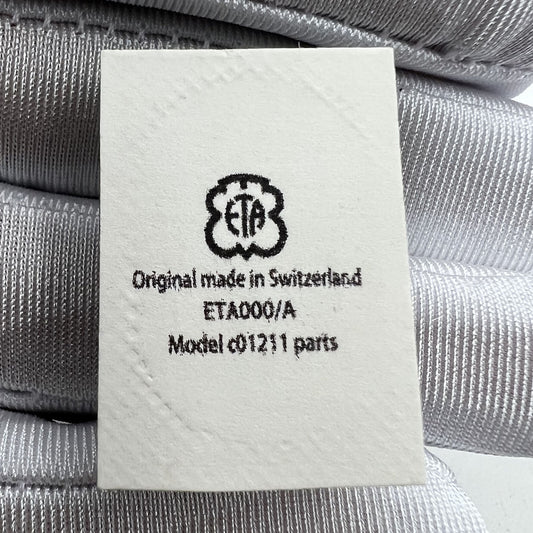 ETA
Original made in Switzerland
ETA000/A
Model c01211 parts